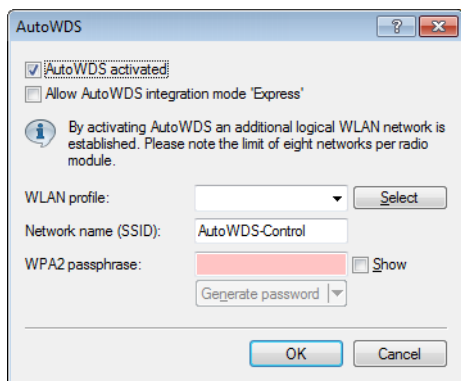 AutoWDS
AutoWDS activated
Allow AutoWDS integration mode 'Express'
By activating AutoWDS an additional logical WLAN network is
established. Please note the limit of eight networks per radio
module.
WLAN profile:
Select
Network name (SSID):
AutoWDS-Control
WPA2 passphrase:
Show
Generate password
OK
Cancel